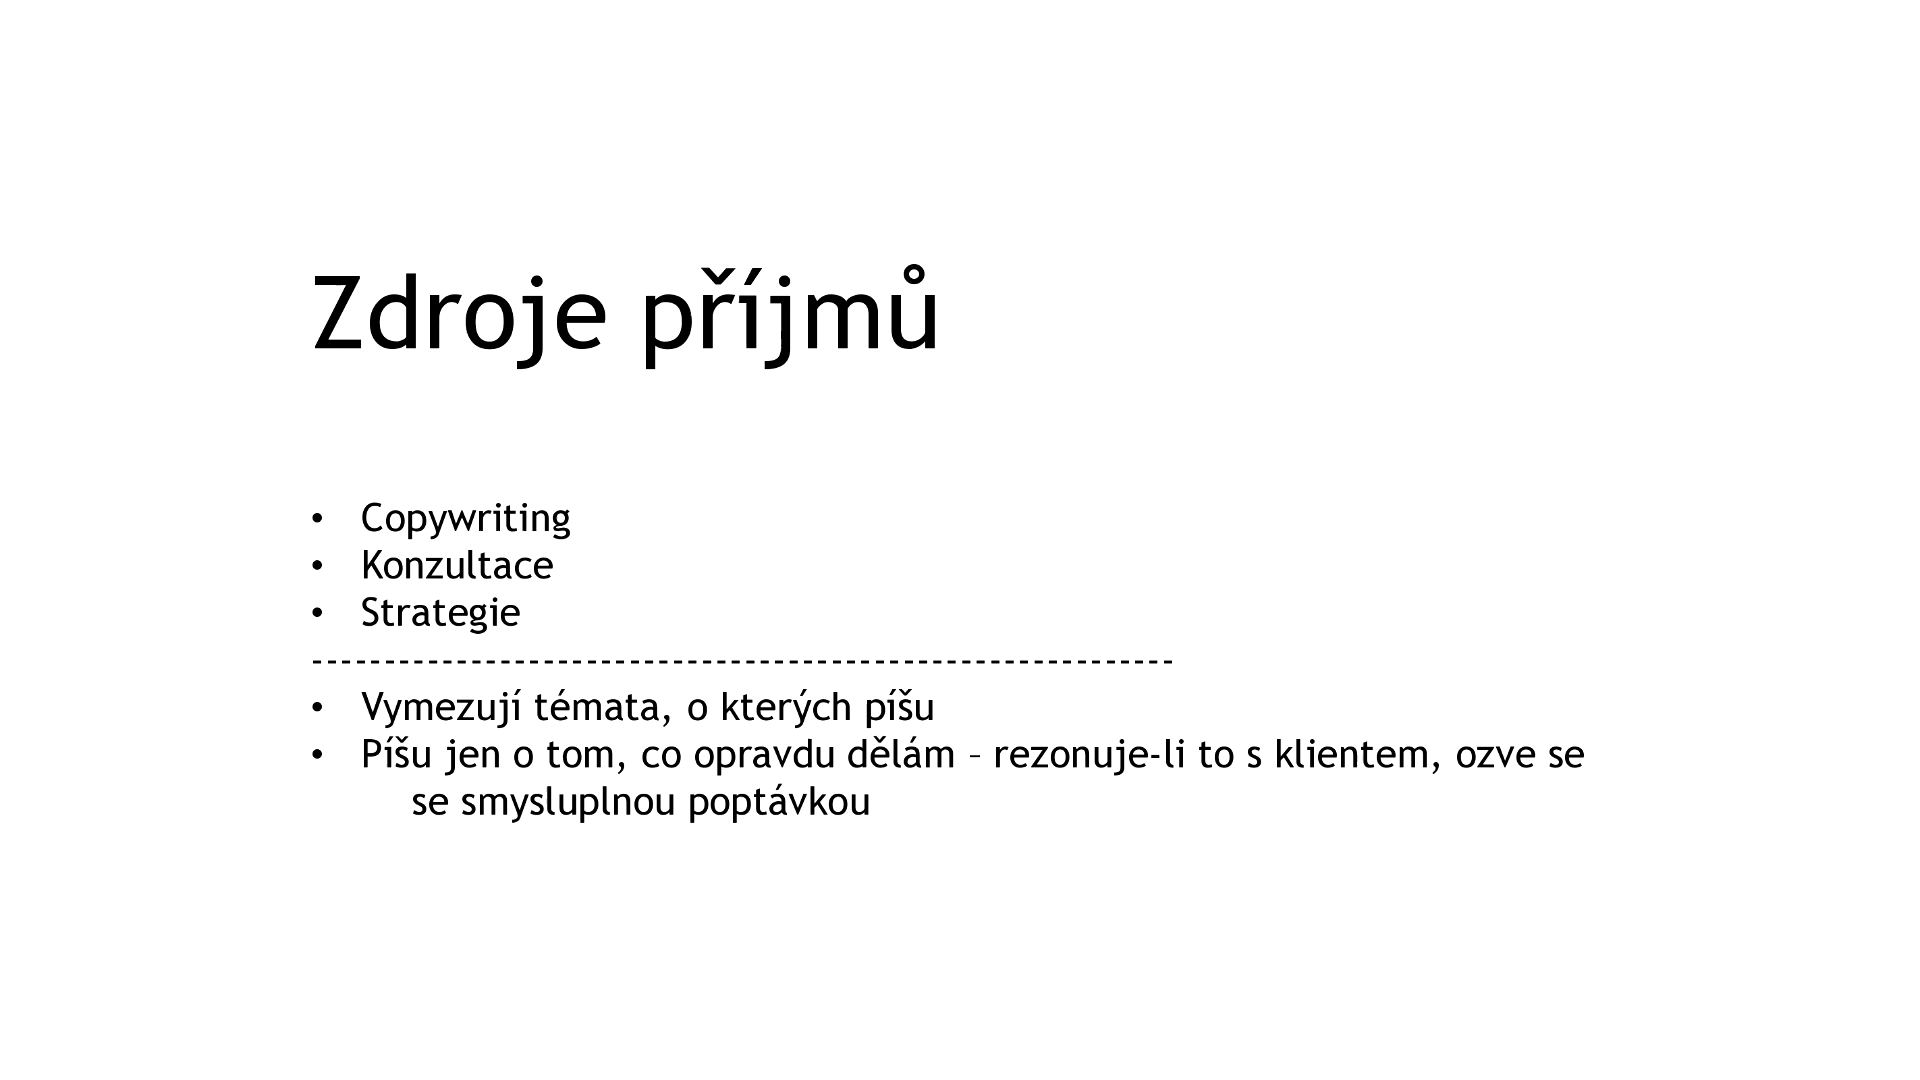 Zdroje příjmů
• Copywriting
• Konzultace
• Strategie
------------------------------------------------------------
• Vymezují témata, o kterých píšu
• Píšu jen o tom, co opravdu dělám – rezonuje-li to s klientem, ozve se
se smysluplnou poptávkou